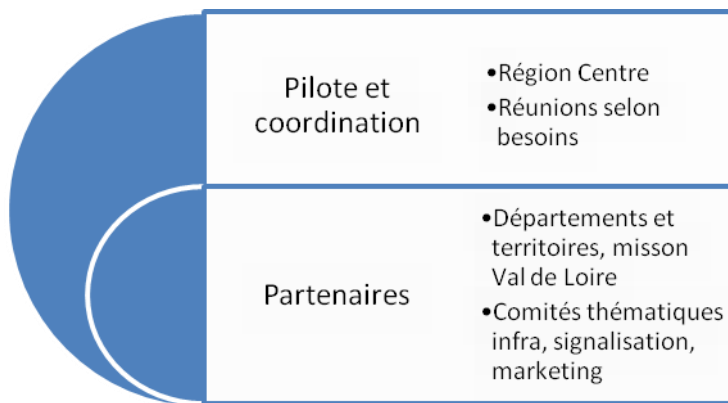 Pilote et
coordination
•Région Centre
•Réunions selon
besoins
Partenaires
•Départements et
territoires, misson
Val de Loire
•Comités thématiques
infra, signalisation,
marketing